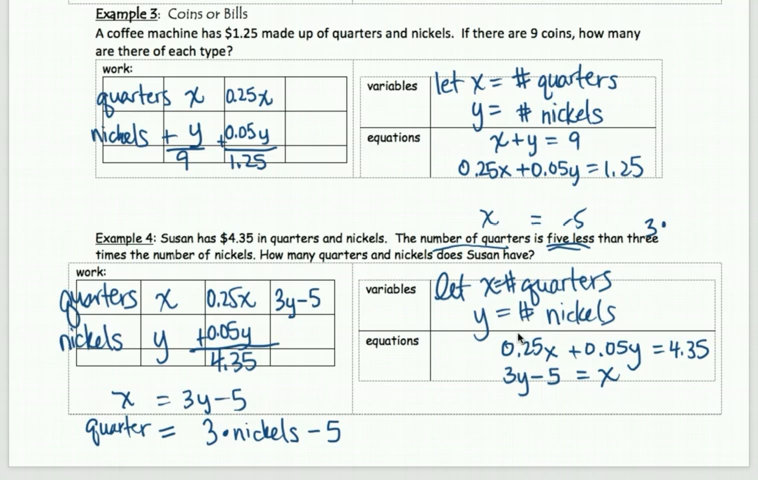 Example 3: Coins or Bills
A coffee machine has $1.25 made up of quarters and nickels. If there are 9 coins, how many
are there of each type?
work:
quarters x 0.25x
nickels + y +0.05y
9 1.25
variables let x = # quarters
y = # nickels
equations x+y = 9
0.25x +0.05y = 1.25
x = -5 3•
Example 4: Susan has $4.35 in quarters and nickels. The number of quarters is five less than three
times the number of nickels. How many quarters and nickels does Susan have?
work:
quarters x 0.25x 3y-5
nickels y +0.05y
4.35
x = 3y-5
quarter = 3•nickels - 5
variables let x=# quarters
y = # nickels
equations 0.25x +0.05y = 4.35
3y-5 = x